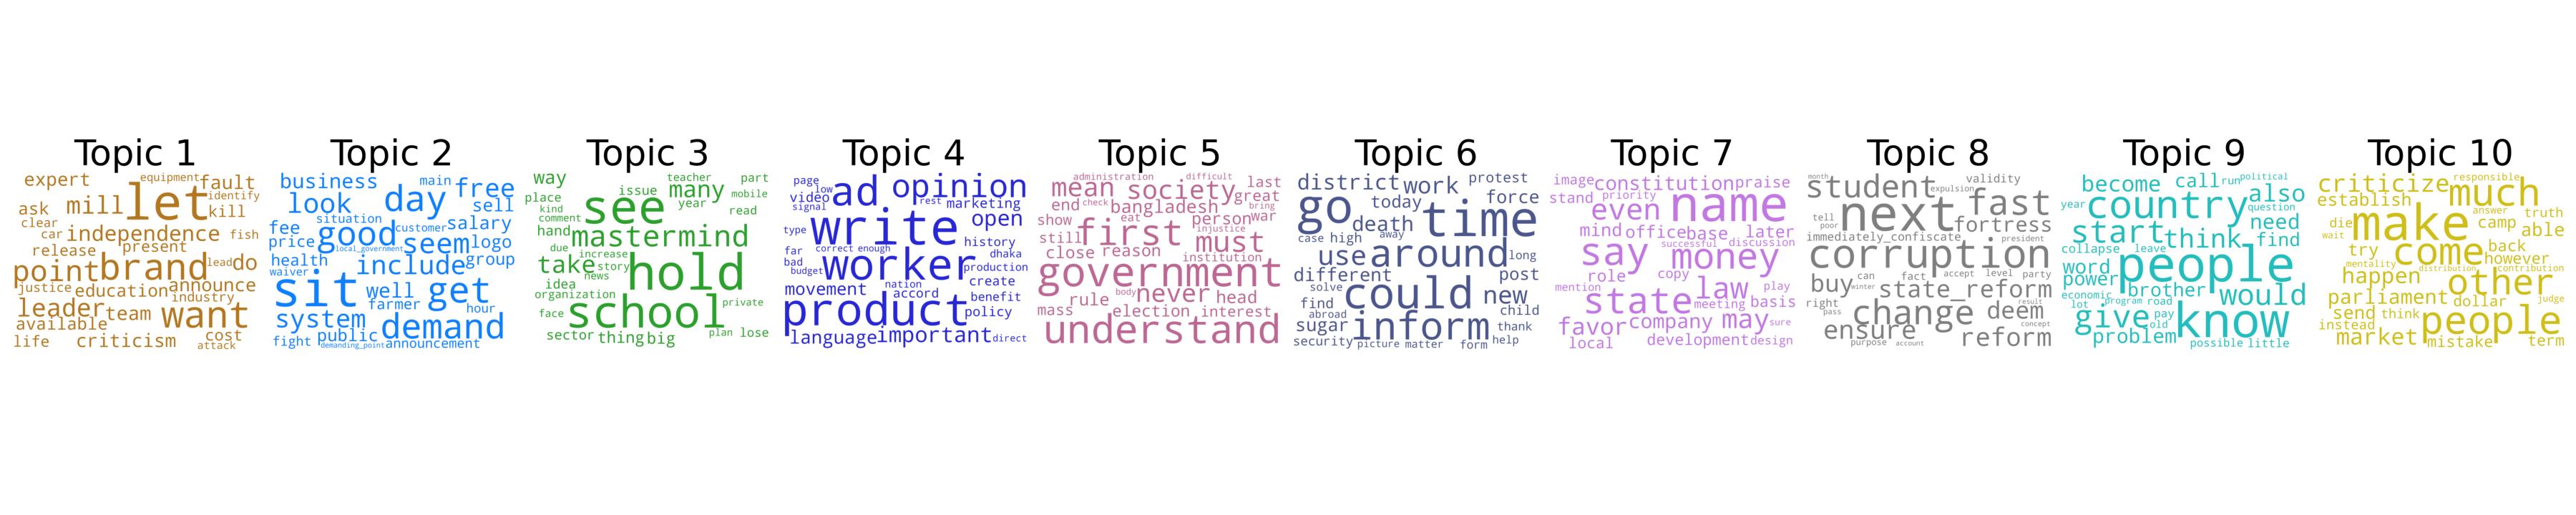 Topic 1
expert equipment fault
identify
ask mill let kill
clear
car independence fish
release present
point brand lead do
justice education announce
industry
leader team want
available cost
life criticism attack
Topic 2
business main free
look day sell
situation salary
fee good customer logo
price local_government seem
health include group
waiver
sit well get
farmer hour
system public demand
fight demanding_point announcement
Topic 3
way teacher part
issue many mobile
place see year read
kind
comment
hand mastermind
due increase news
take story hold
idea
organization private
face school
sector thing big plan lose
Topic 4
page low ad opinion
video rest marketing
signal open
type write history
far correct enough dhaka
bad worker production
budget nation create
movement accord benefit
product policy
language important direct
Topic 5
administration difficult
mean society last
great
end check bangladesh bring
show eat person war
still first injustice must
close reason institution
government
rule body never head
mass election interest
understand
Topic 6
district work protest
go today time force
death
case high away
use around long
different post
solve could new
find
abroad child
sugar inform thank
security picture matter form help
Topic 7
image constitution praise
stand priority
even name
mind office base later
say successful discussion
money
role copy
mention state law play
meeting basis
favor company may sure
local development design
Topic 8
month student validity
expulsion
next fast
tell
poor fortress
immediately_confiscate president
corruption
can fact accept level party
buy winter state_reform
right
pass change deem result
ensure concept
purpose account reform
Topic 9
become call run political
also
year country question
start need
think find
collapse leave
word people
power brother would
economic
program road
lot
give pay know
old
problem possible little
Topic 10
criticize responsible
establish much
die make answer truth
wait camp able
try come back
mentality however
happen distribution contribution
other
parliament dollar judge
send think people
instead
market mistake term